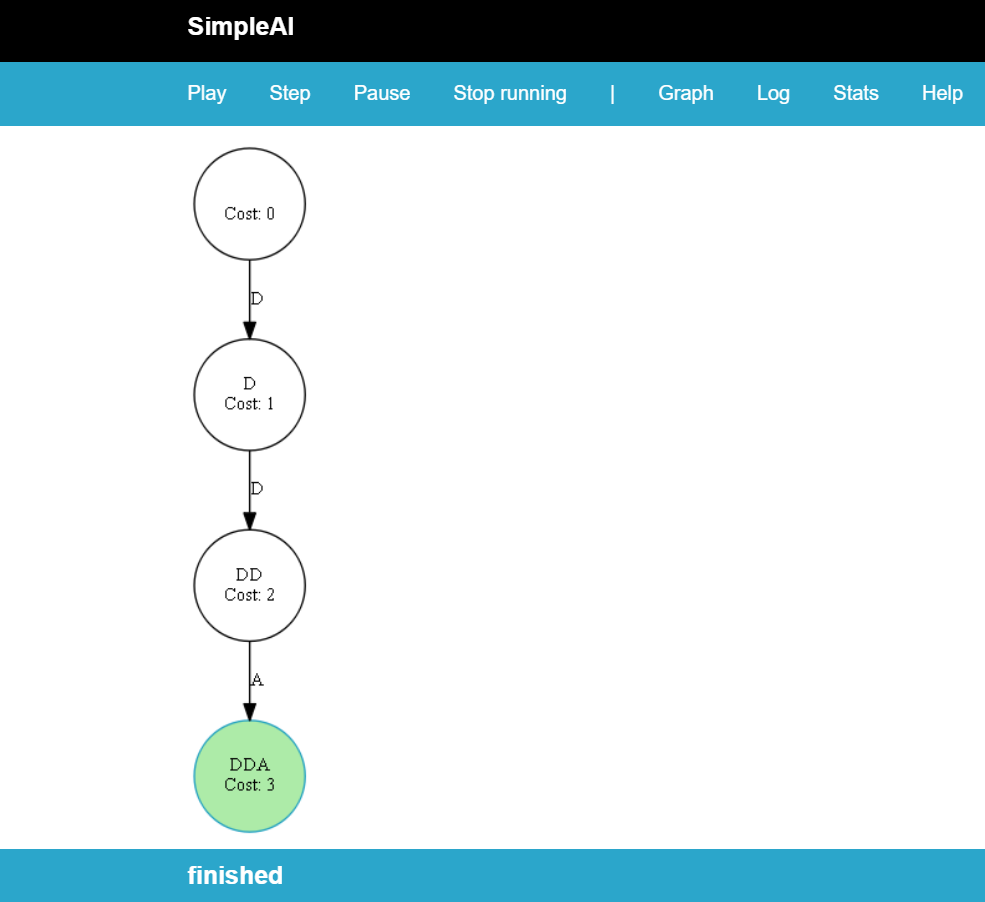 SimpleAI
Play Step Pause Stop running | Graph Log Stats Help
Cost: 0
D
D
Cost: 1
D
DD
Cost: 2
A
DDA
Cost: 3
finished